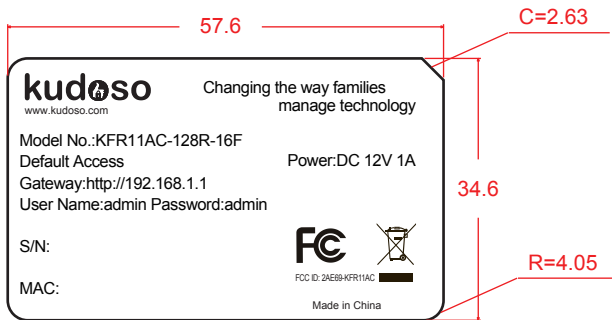 57.6
C=2.63
kudoso
www.kudoso.com
Changing the way families
manage technology
Model No.:KFR11AC-128R-16F
Default Access
Power:DC 12V 1A
Gateway:http://192.168.1.1
User Name:admin Password:admin
34.6
S/N:
FC
FCC ID: 2AE69-KFR11AC
R=4.05
MAC:
Made in China